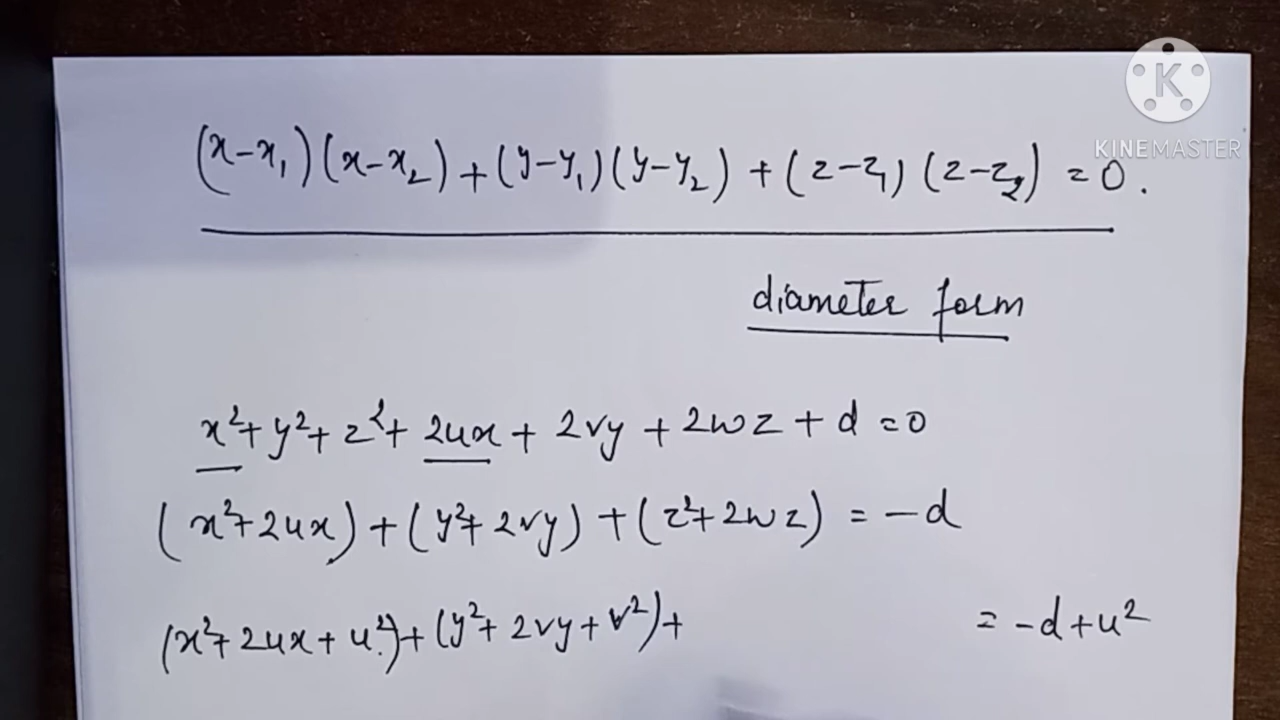 K
KINEMASTER
(x-x₁)(x-x₂)+(y-y₁)(y-y₂)+(z-z₁)(z-z₂)=0.
diameter form
x²+y²+z²+2ux+2vy+2wz+d=0
(x²+2ux)+(y²+2vy)+(z²+2wz)=-d
(x²+2ux+u²)+(y²+2vy+v²)+ =-d+u²